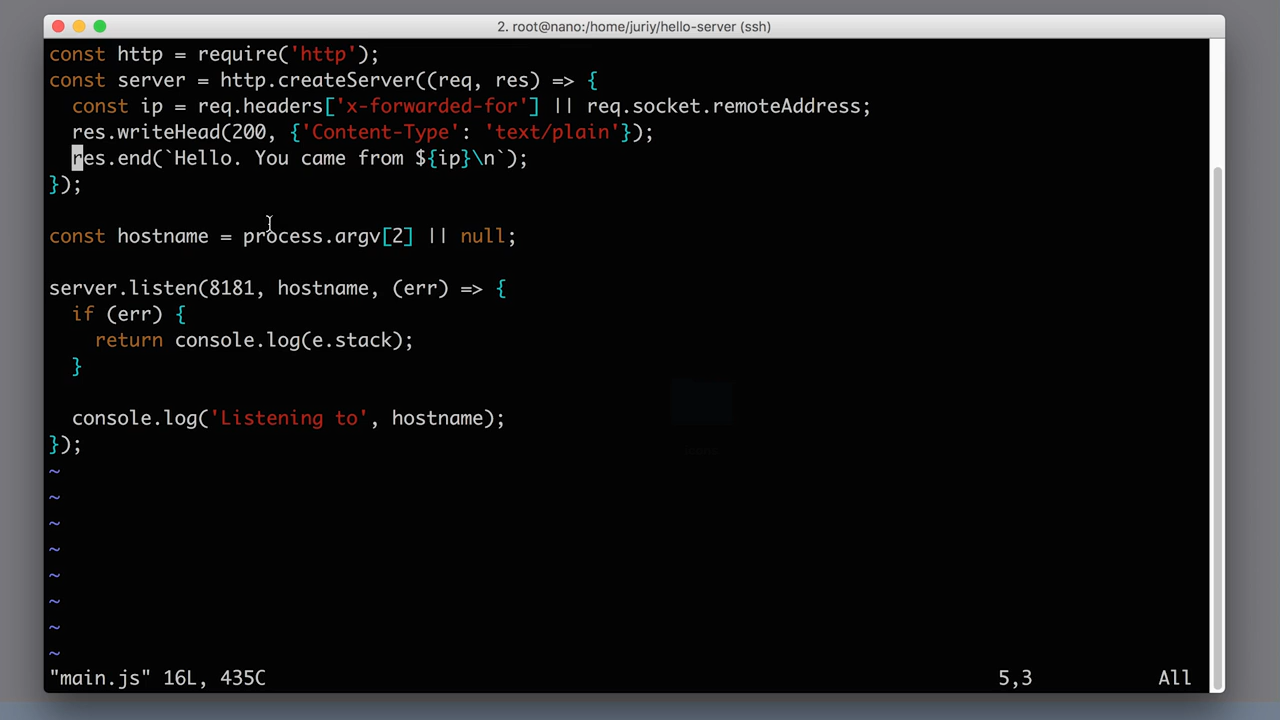 2. root@nano:/home/juriy/hello-server (ssh)
const http = require('http');
const server = http.createServer((req, res) => {
  const ip = req.headers['x-forwarded-for'] || req.socket.remoteAddress;
  res.writeHead(200, {'Content-Type': 'text/plain'});
  res.end(`Hello. You came from ${ip}\n`);
});

const hostname = process.argv[2] || null;

server.listen(8181, hostname, (err) => {
  if (err) {
    return console.log(e.stack);
  }

  console.log('Listening to', hostname);
});
~
~
~
~
~
~
~
~
"main.js" 16L, 435C 5,3 All